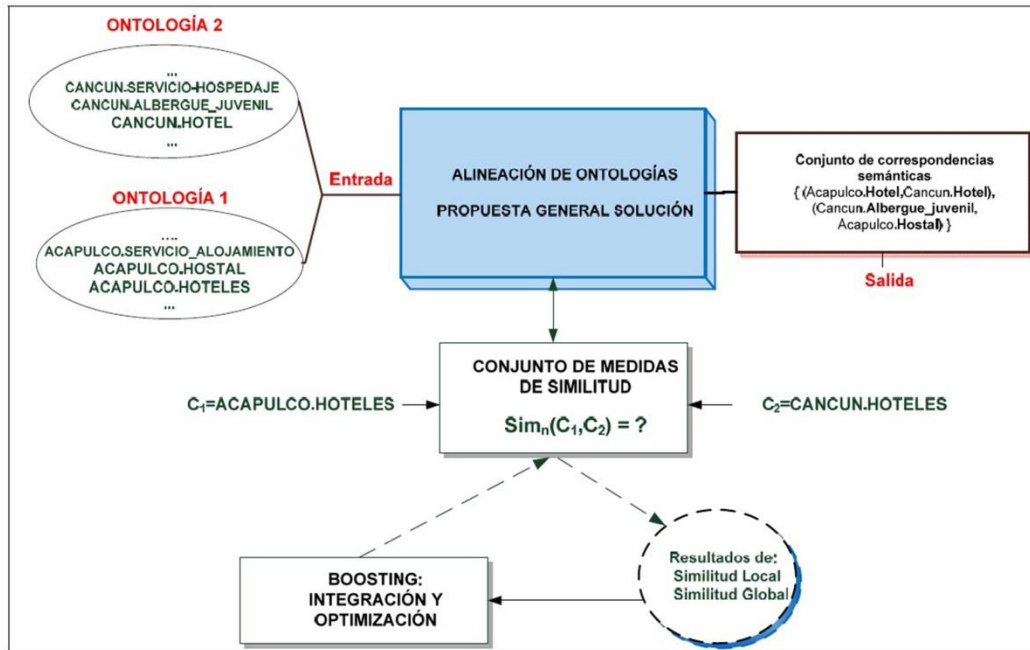 ONTOLOGÍA 2
...
CANCUN.SERVICIO-HOSPEDAJE
CANCUN.ALBERGUE_JUVENIL
CANCUN.HOTEL
...
ONTOLOGÍA 1
....
ACAPULCO.SERVICIO_ALOJAMIENTO
ACAPULCO.HOSTAL
ACAPULCO.HOTELES
...
Entrada
ALINEACIÓN DE ONTOLOGÍAS
PROPUESTA GENERAL SOLUCIÓN
Conjunto de correspondencias
semánticas
{ (Acapulco.Hotel,Cancun.Hotel),
(Cancun.Albergue_juvenil,
Acapulco.Hostal) }
Salida
CONJUNTO DE MEDIDAS
DE SIMILITUD
Simn(C1,C2) = ?
C1=ACAPULCO.HOTELES
C2=CANCUN.HOTELES
Resultados de:
Similitud Local
Similitud Global
BOOSTING:
INTEGRACIÓN Y
OPTIMIZACIÓN